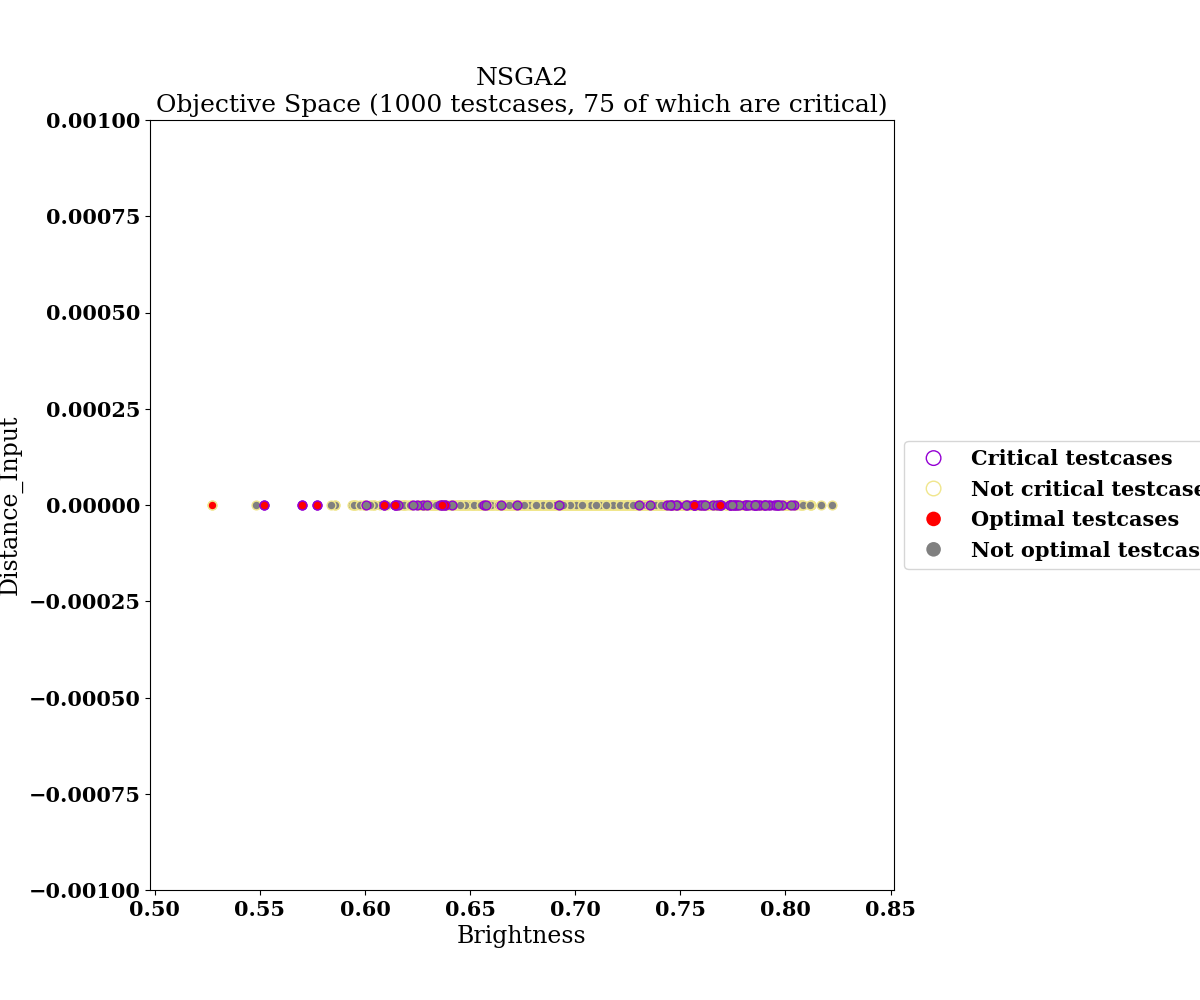 NSGA2
Objective Space (1000 testcases, 75 of which are critical)
0.00100
0.00075
0.00050
0.00025
0.00000
−0.00025
−0.00050
−0.00075
−0.00100
Distance_Input
0.50 0.55 0.60 0.65 0.70 0.75 0.80 0.85
Brightness
Critical testcases
Not critical testcase
Optimal testcases
Not optimal testcas